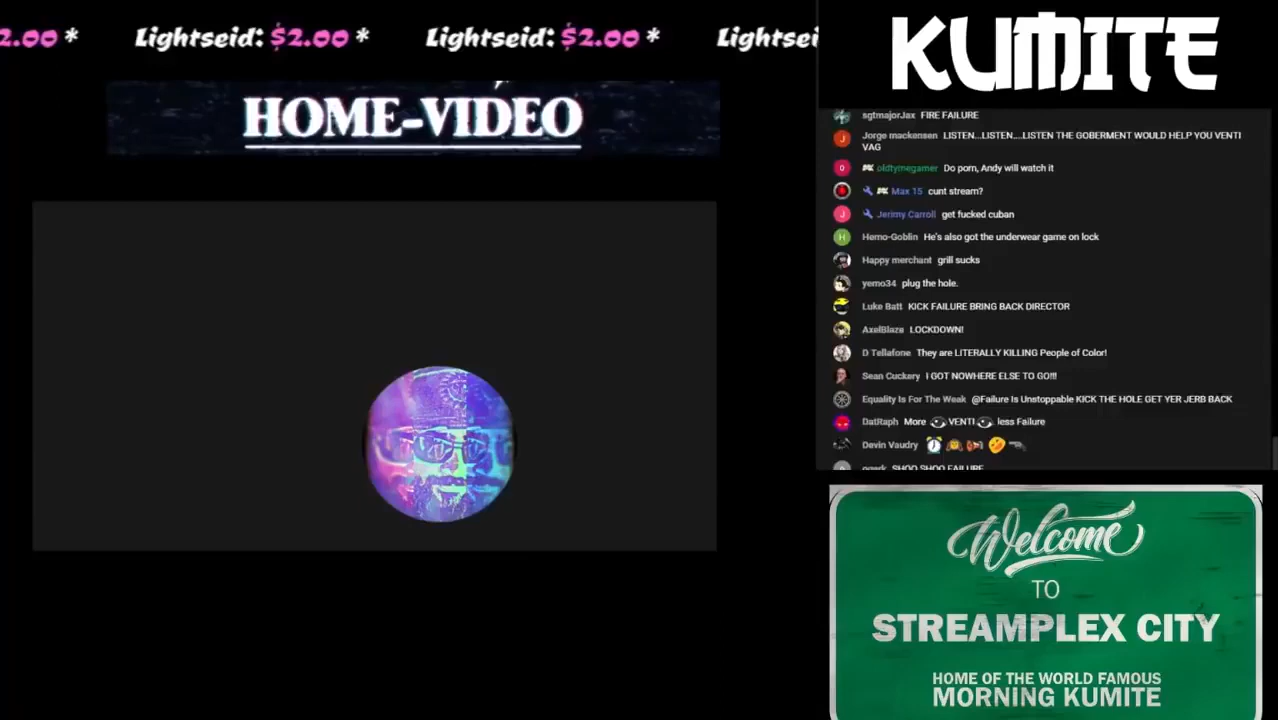 2.00 * Lightseid: $2.00 * Lightseid: $2.00 * Lightsei
KUMITE
HOME-VIDEO
sgtmajorJax FIRE FAILURE
Jorge mackensen LISTEN...LISTEN....LISTEN THE GOBERMENT WOULD HELP YOU VENTI
VAG
oldtymegamer Do porn, Andy will watch it
Max 15 cunt stream?
Jerimy Carroll get fucked cuban
Hemo-Goblin He's also got the underwear game on lock
Happy merchant grill sucks
yemo34 plug the hole.
Luke Batt KICK FAILURE BRING BACK DIRECTOR
AxelBlaze LOCKDOWN!
D Tellafone They are LITERALLY KILLING People of Color!
Sean Cuckery I GOT NOWHERE ELSE TO GO!!!
Equality Is For The Weak @Failure Is Unstoppable KICK THE HOLE GET YER JERB BACK
DatRaph More 👁VENTI👁 less Failure
Devin Vaudry
SHOO SHOO FAILURE
Welcome
TO
STREAMPLEX CITY
HOME OF THE WORLD FAMOUS
MORNING KUMITE